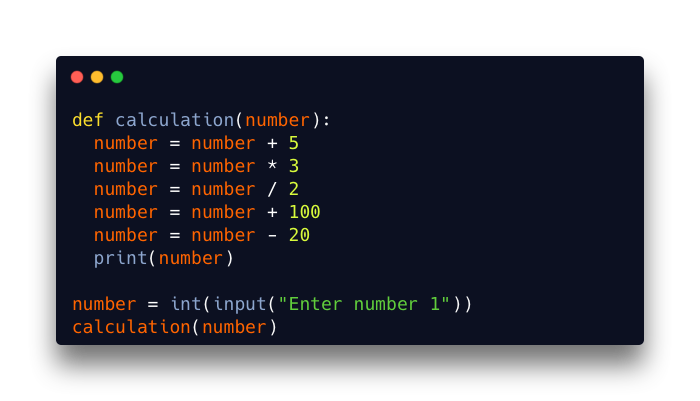 def calculation(number):
  number = number + 5
  number = number * 3
  number = number / 2
  number = number + 100
  number = number - 20
  print(number)

number = int(input("Enter number 1"))
calculation(number)